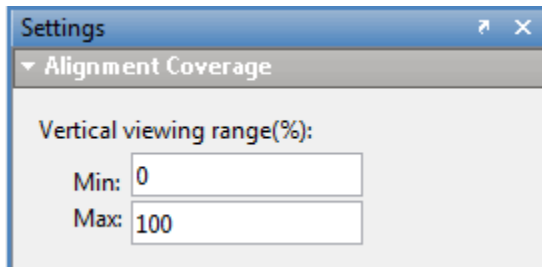 Settings
Alignment Coverage
Vertical viewing range(%):
Min: 0
Max: 100